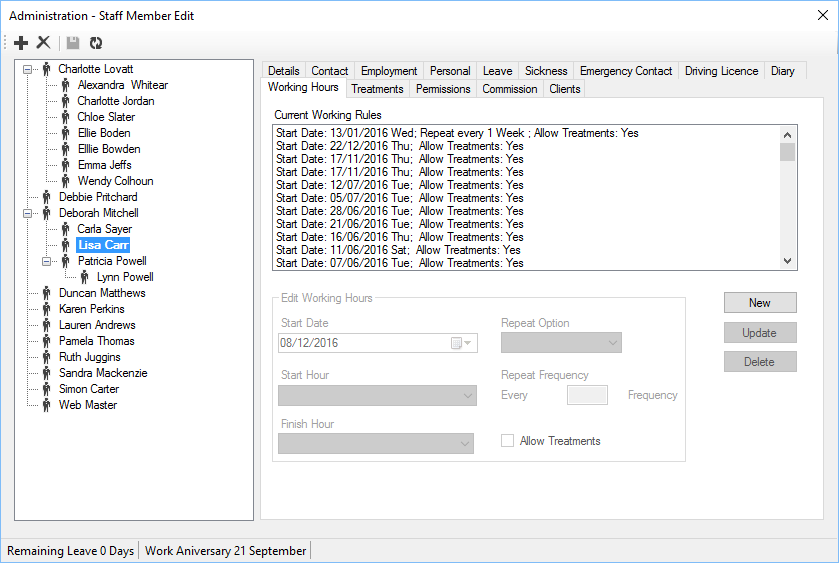 Administration - Staff Member Edit
Charlotte Lovatt
Alexandra Whitear
Charlotte Jordan
Chloe Slater
Ellie Boden
Elllie Bowden
Emma Jeffs
Wendy Colhoun
Debbie Pritchard
Deborah Mitchell
Carla Sayer
Lisa Carr
Patricia Powell
Lynn Powell
Duncan Matthews
Karen Perkins
Lauren Andrews
Pamela Thomas
Ruth Juggins
Sandra Mackenzie
Simon Carter
Web Master
Details Contact Employment Personal Leave Sickness Emergency Contact Driving Licence Diary
Working Hours Treatments Permissions Commission Clients
Current Working Rules
Start Date: 13/01/2016 Wed; Repeat every 1 Week ; Allow Treatments: Yes
Start Date: 22/12/2016 Thu; Allow Treatments: Yes
Start Date: 17/11/2016 Thu; Allow Treatments: Yes
Start Date: 17/11/2016 Thu; Allow Treatments: Yes
Start Date: 12/07/2016 Tue; Allow Treatments: Yes
Start Date: 05/07/2016 Tue; Allow Treatments: Yes
Start Date: 28/06/2016 Tue; Allow Treatments: Yes
Start Date: 21/06/2016 Tue; Allow Treatments: Yes
Start Date: 16/06/2016 Thu; Allow Treatments: Yes
Start Date: 11/06/2016 Sat; Allow Treatments: Yes
Start Date: 07/06/2016 Tue; Allow Treatments: Yes
Edit Working Hours
Start Date
08/12/2016
Repeat Option
Start Hour
Repeat Frequency
Every Frequency
Finish Hour
Allow Treatments
New
Update
Delete
Remaining Leave 0 Days Work Aniversary 21 September